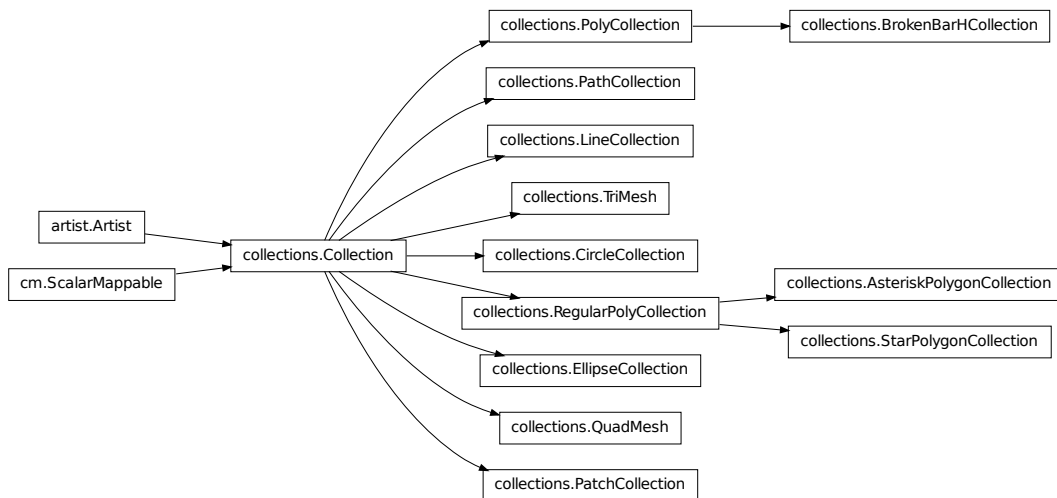 collections.PolyCollection
collections.BrokenBarHCollection
collections.PathCollection
collections.LineCollection
collections.TriMesh
artist.Artist
collections.Collection
collections.CircleCollection
cm.ScalarMappable
collections.AsteriskPolygonCollection
collections.RegularPolyCollection
collections.StarPolygonCollection
collections.EllipseCollection
collections.QuadMesh
collections.PatchCollection